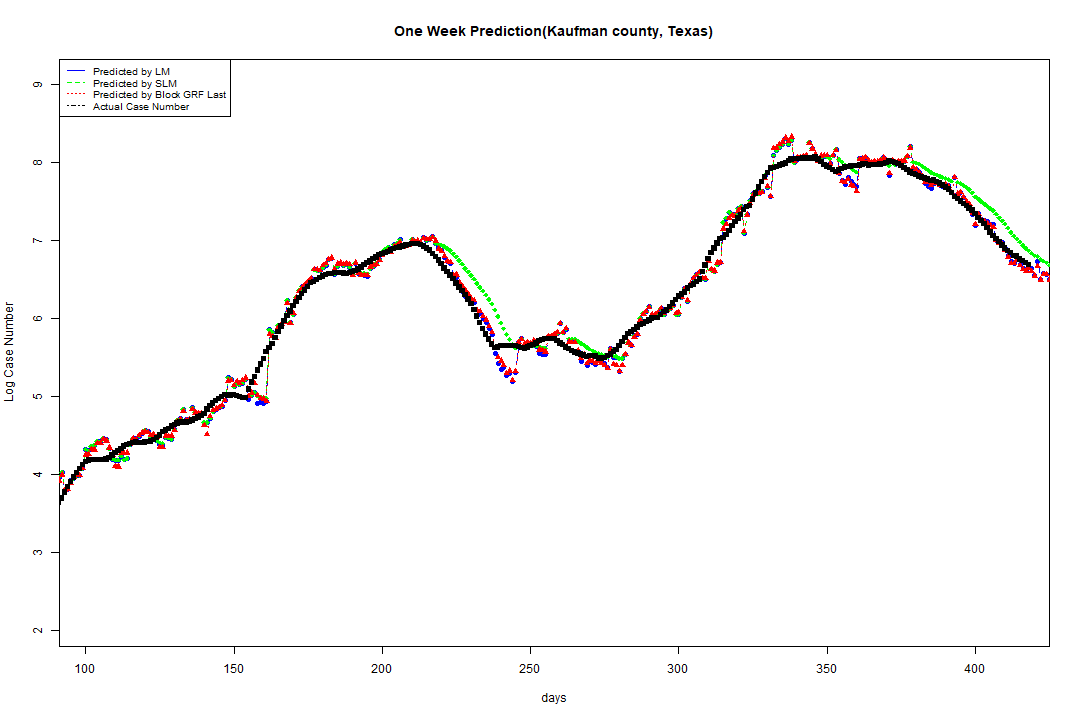 One Week Prediction(Kaufman county, Texas)
Predicted by LM
Predicted by SLM
Predicted by Block GRF Last
Actual Case Number
9
8
7
6
5
4
3
2
Log Case Number
100 150 200 250 300 350 400
days